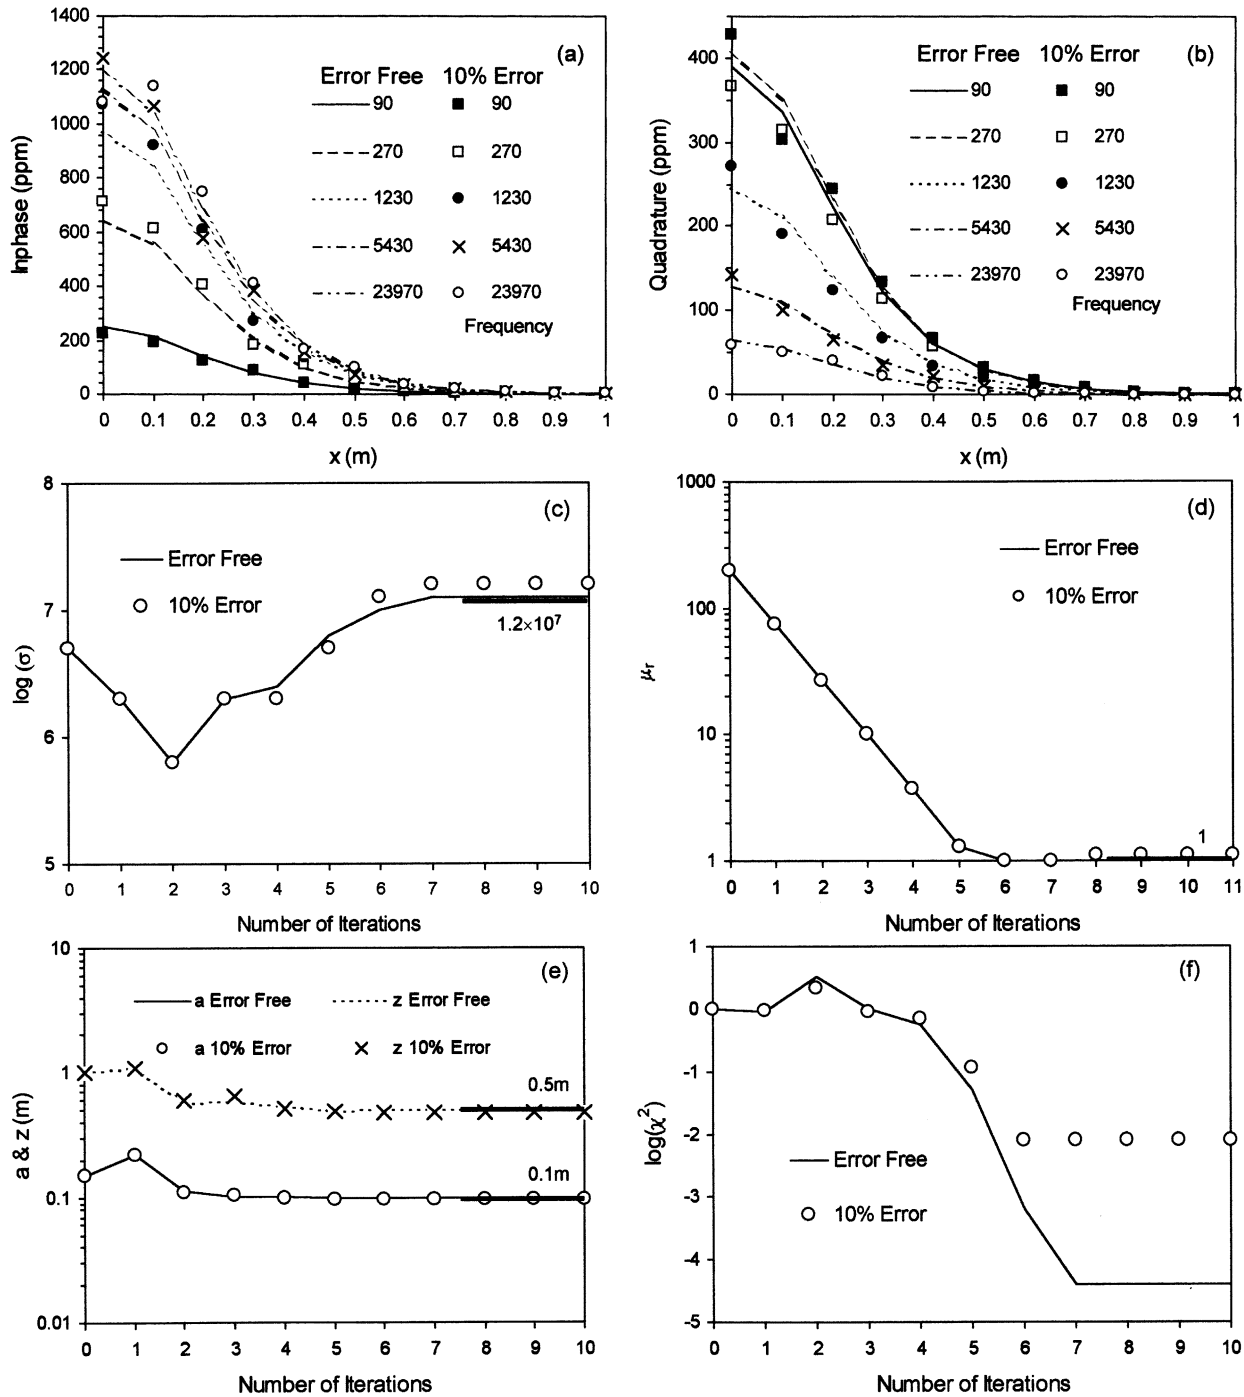 (a)
Inphase (ppm)
1400
1200
1000
800
600
400
200
0
Error Free 10% Error
90 90
270 270
1230 1230
5430 5430
23970 23970
Frequency
0 0.1 0.2 0.3 0.4 0.5 0.6 0.7 0.8 0.9 1
x (m)
(b)
Quadrature (ppm)
400
300
200
100
0
Error Free 10% Error
90 90
270 270
1230 1230
5430 5430
23970 23970
Frequency
0 0.1 0.2 0.3 0.4 0.5 0.6 0.7 0.8 0.9 1
x (m)
(c)
log (σ)
8
7
6
5
Error Free
10% Error
1.2×10⁷
0 1 2 3 4 5 6 7 8 9 10
Number of Iterations
(d)
μr
1000
100
10
1
Error Free
10% Error
1
0 1 2 3 4 5 6 7 8 9 10 11
Number of Iterations
(e)
a & z (m)
10
1
0.1
0.01
a Error Free z Error Free
a 10% Error z 10% Error
0.5m
0.1m
0 1 2 3 4 5 6 7 8 9 10
Number of Iterations
(f)
log(χ²)
1
0
-1
-2
-3
-4
-5
Error Free
10% Error
0 1 2 3 4 5 6 7 8 9 10
Number of Iterations